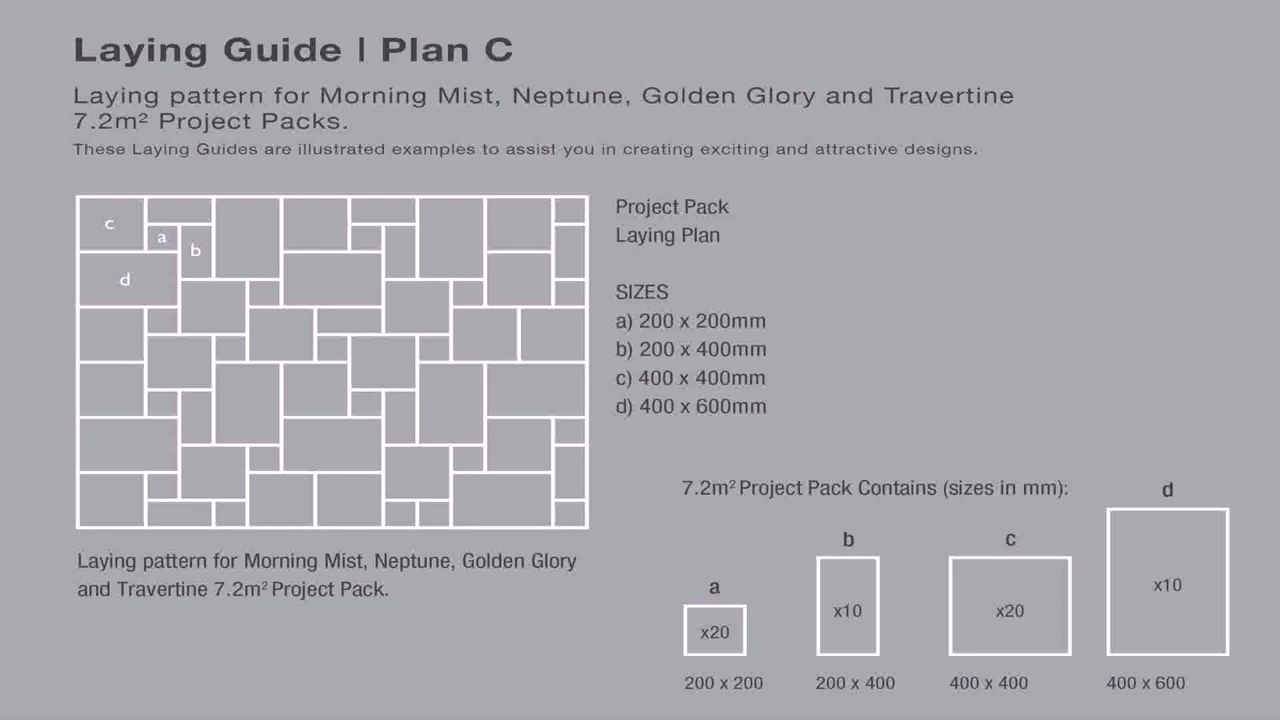 Laying Guide | Plan C
Laying pattern for Morning Mist, Neptune, Golden Glory and Travertine
7.2m² Project Packs.
These Laying Guides are illustrated examples to assist you in creating exciting and attractive designs.
c
a
b
d
Project Pack
Laying Plan
SIZES
a) 200 x 200mm
b) 200 x 400mm
c) 400 x 400mm
d) 400 x 600mm
Laying pattern for Morning Mist, Neptune, Golden Glory
and Travertine 7.2m² Project Pack.
7.2m² Project Pack Contains (sizes in mm):
a
b
c
d
x20
x10
x20
x10
200 x 200
200 x 400
400 x 400
400 x 600